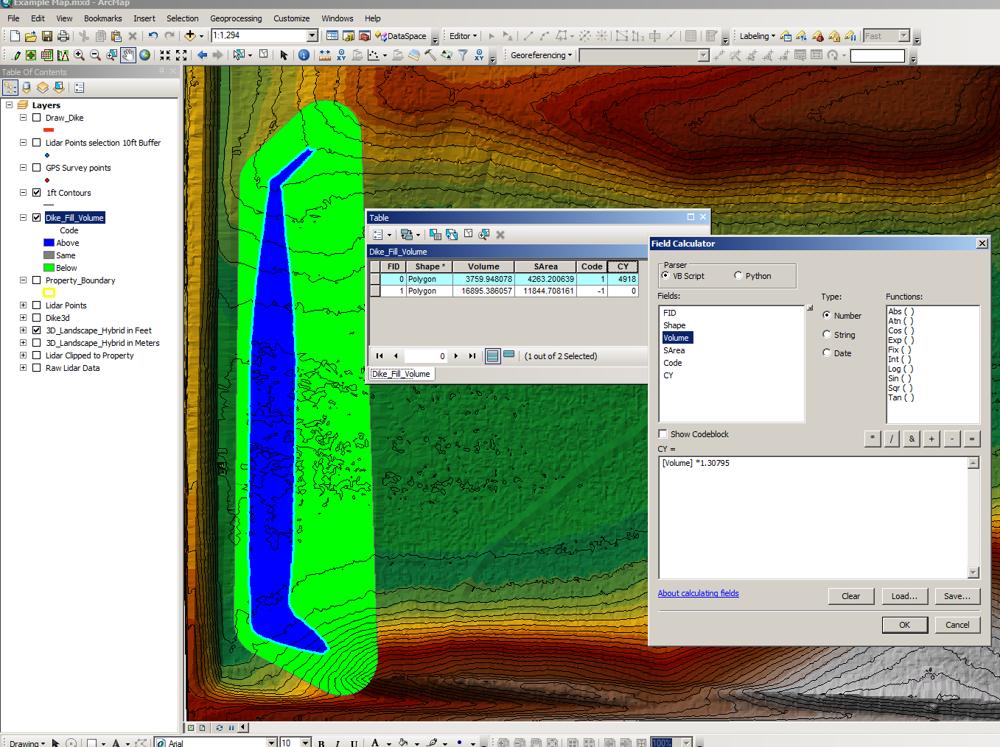 Example Map.mxd - ArcMap
File Edit View Bookmarks Insert Selection Geoprocessing Customize Windows Help
1:1,294 DataSpace Editor Labeling Fast
Georeferencing
Table Of Contents
Layers
Draw_Dike
Lidar Points selection 10ft Buffer
GPS Survey points
1ft Contours
Dike_Fill_Volume
Code
Above
Same
Below
Property_Boundary
Lidar Points
Dike3d
3D_Landscape_Hybrid in Feet
3D_Landscape_Hybrid in Meters
Lidar Clipped to Property
Raw Lidar Data
Table
Dike_Fill_Volume
FID Shape * Volume SArea Code CY
0 Polygon 3759.948078 4263.200639 1 4918
1 Polygon 16895.386057 11844.708161 -1 0
0 (1 out of 2 Selected)
Dike_Fill_Volume
Field Calculator
Parser
VB Script Python
Fields: Type: Functions:
FID
Shape
Volume
SArea
Code
CY
Number
String
Date
Abs ( )
Atn ( )
Cos ( )
Exp ( )
Fix ( )
Int ( )
Log ( )
Sin ( )
Sqr ( )
Tan ( )
Show Codeblock
* / & + - =
CY =
[Volume] *1.30795
About calculating fields
Clear Load... Save...
OK Cancel
Drawing A Arial 10 B I U A 100%